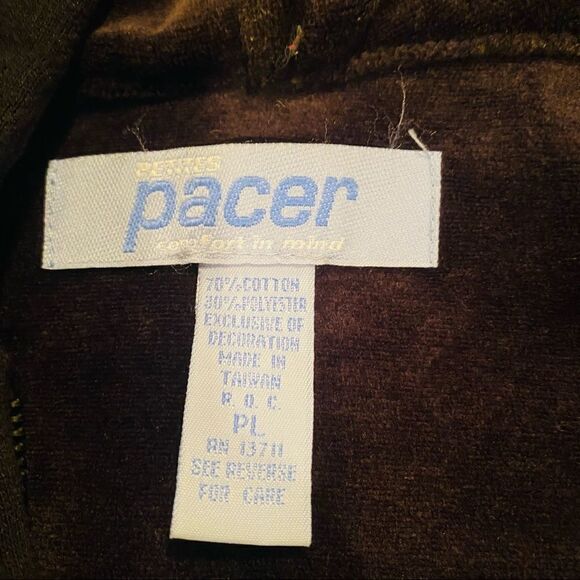 PETITES
pacer
comfort in mind
70% COTTON
30% POLYESTER
EXCLUSIVE OF
DECORATION
MADE IN
TAIWAN
R. O. C.
PL
RN 13711
SEE REVERSE
FOR CARE